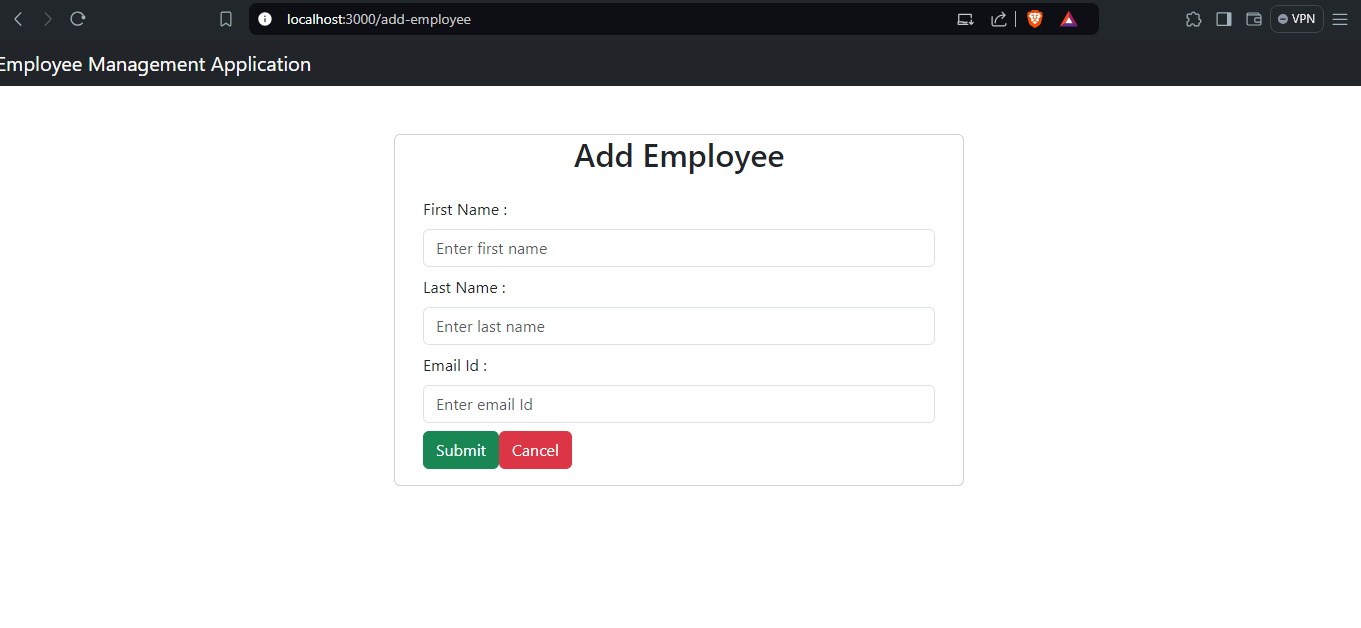 localhost:3000/add-employee
VPN
Employee Management Application
Add Employee
First Name :
Enter first name
Last Name :
Enter last name
Email Id :
Enter email Id
Submit Cancel